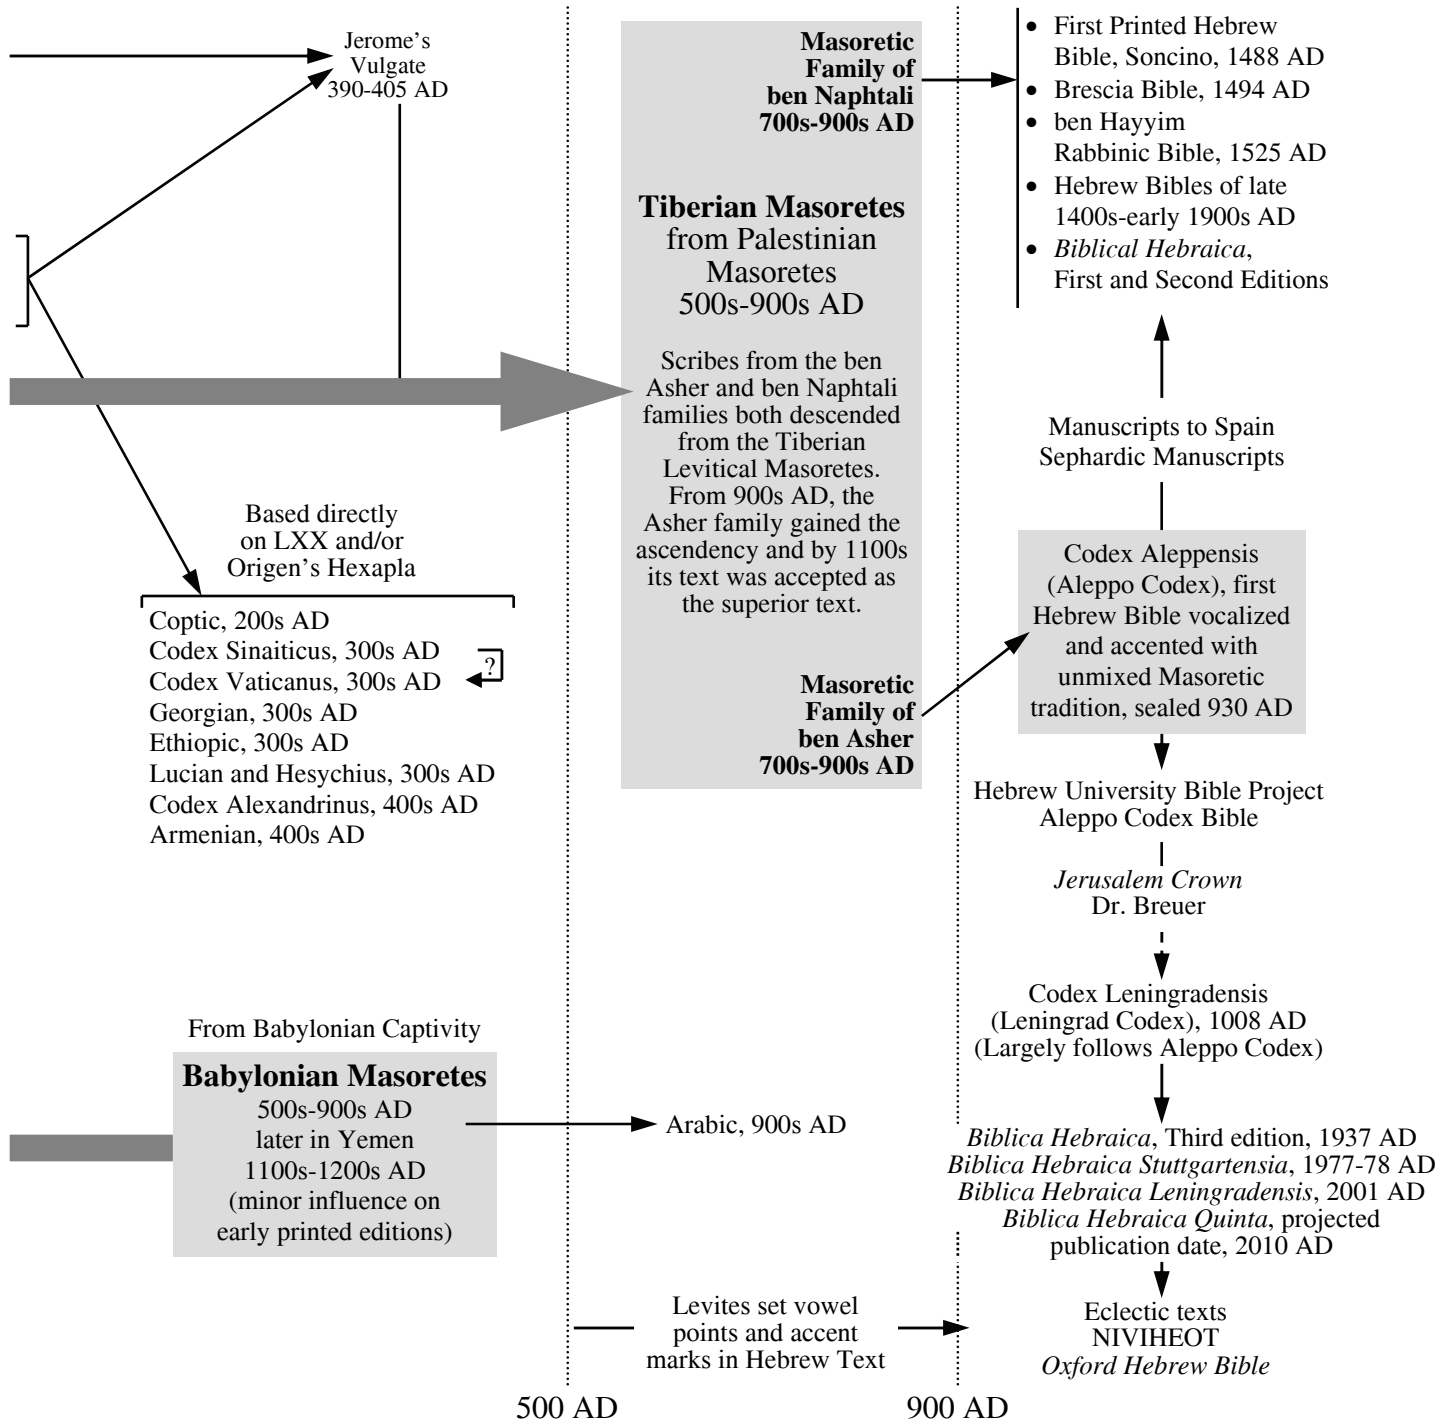 Jerome's
Vulgate
390-405 AD
Masoretic
Family of
ben Naphtali
700s-900s AD
• First Printed Hebrew
Bible, Soncino, 1488 AD
• Brescia Bible, 1494 AD
• ben Hayyim
Rabbinic Bible, 1525 AD
• Hebrew Bibles of late
1400s-early 1900s AD
• Biblical Hebraica,
First and Second Editions
Tiberian Masoretes
from Palestinian
Masoretes
500s-900s AD
Scribes from the ben
Asher and ben Naphtali
families both descended
from the Tiberian
Levitical Masoretes.
From 900s AD, the
Asher family gained the
ascendency and by 1100s
its text was accepted as
the superior text.
Manuscripts to Spain
Sephardic Manuscripts
Based directly
on LXX and/or
Origen's Hexapla
Coptic, 200s AD
Codex Sinaiticus, 300s AD
?
Codex Vaticanus, 300s AD
Georgian, 300s AD
Ethiopic, 300s AD
Lucian and Hesychius, 300s AD
Codex Alexandrinus, 400s AD
Armenian, 400s AD
Masoretic
Family of
ben Asher
700s-900s AD
Codex Aleppensis
(Aleppo Codex), first
Hebrew Bible vocalized
and accented with
unmixed Masoretic
tradition, sealed 930 AD
Hebrew University Bible Project
Aleppo Codex Bible
Jerusalem Crown
Dr. Breuer
Codex Leningradensis
(Leningrad Codex), 1008 AD
(Largely follows Aleppo Codex)
From Babylonian Captivity
Babylonian Masoretes
500s-900s AD
later in Yemen
1100s-1200s AD
(minor influence on
early printed editions)
Arabic, 900s AD
Biblica Hebraica, Third edition, 1937 AD
Biblica Hebraica Stuttgartensia, 1977-78 AD
Biblica Hebraica Leningradensis, 2001 AD
Biblica Hebraica Quinta, projected
publication date, 2010 AD
Levites set vowel
points and accent
marks in Hebrew Text
Eclectic texts
NIVIHEOT
Oxford Hebrew Bible
500 AD
900 AD